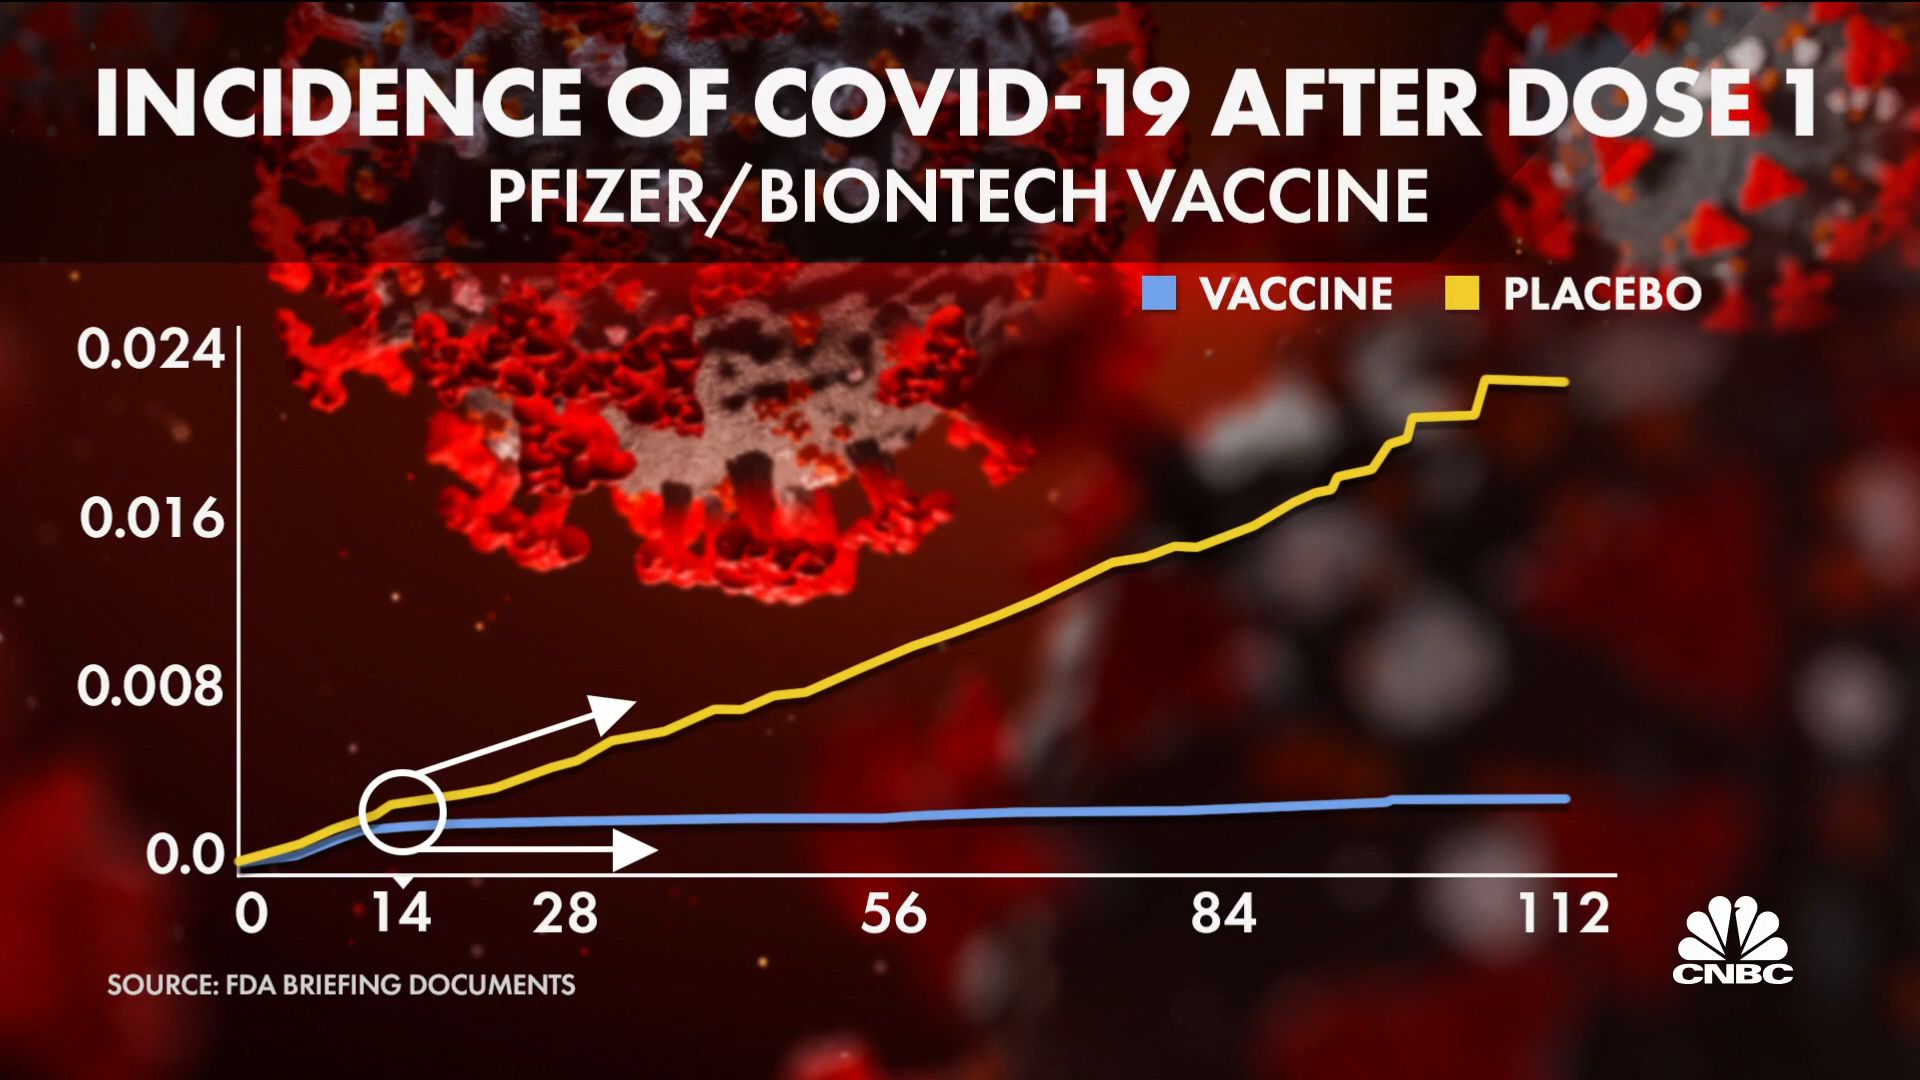 INCIDENCE OF COVID-19 AFTER DOSE 1
PFIZER/BIONTECH VACCINE
VACCINE PLACEBO
0.024
0.016
0.008
0.0
0 14 28 56 84 112
SOURCE: FDA BRIEFING DOCUMENTS
CNBC